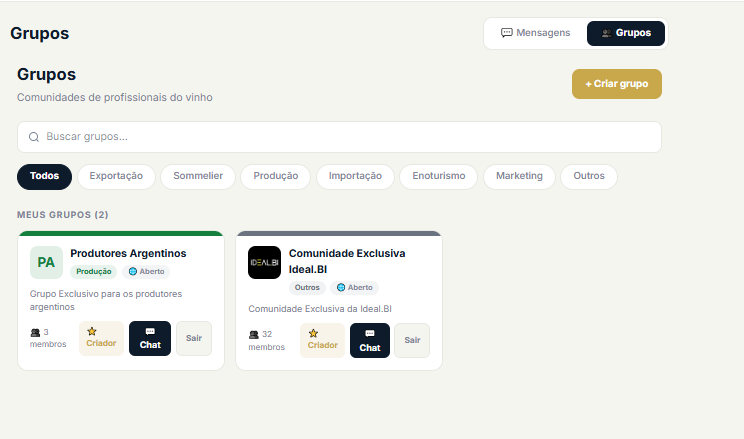 Grupos
Mensagens
Grupos
Grupos
Comunidades de profissionais do vinho
+ Criar grupo
Buscar grupos...
Todos
Exportação
Sommelier
Produção
Importação
Enoturismo
Marketing
Outros
MEUS GRUPOS (2)
PA
Produtores Argentinos
Produção
Aberto
Grupo Exclusivo para os produtores
argentinos
3
membros
Criador
Chat
Sair
IDEAL.BI
Comunidade Exclusiva
Ideal.BI
Outros
Aberto
Comunidade Exclusiva da Ideal.BI
32
membros
Criador
Chat
Sair